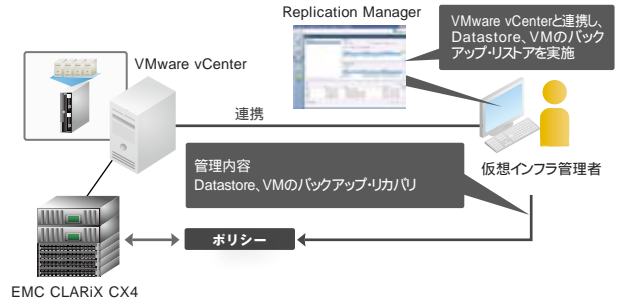 Replication Manager
VMware vCenterと連携し、
Datastore、VMのバック
アップ・リストアを実施
VMware vCenter
連携
管理内容
Datastore、VMのバックアップ・リカバリ
仮想インフラ管理者
ポリシー
EMC CLARiX CX4